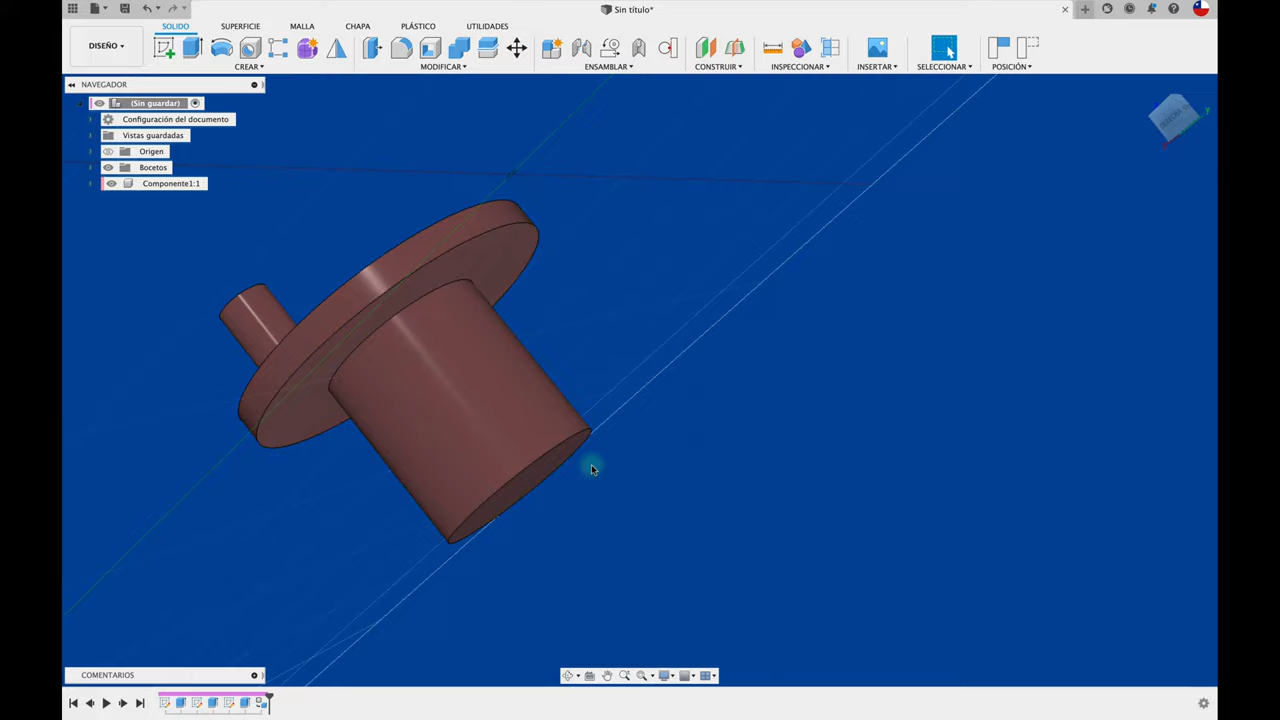 Sin título*
SOLIDO SUPERFICIE MALLA CHAPA PLÁSTICO UTILIDADES
DISEÑO
CREAR MODIFICAR ENSAMBLAR CONSTRUIR INSPECCIONAR INSERTAR SELECCIONAR POSICIÓN
NAVEGADOR
(Sin guardar)
Configuración del documento
Vistas guardadas
Origen
Bocetos
Componente1:1
Y
COMENTARIOS